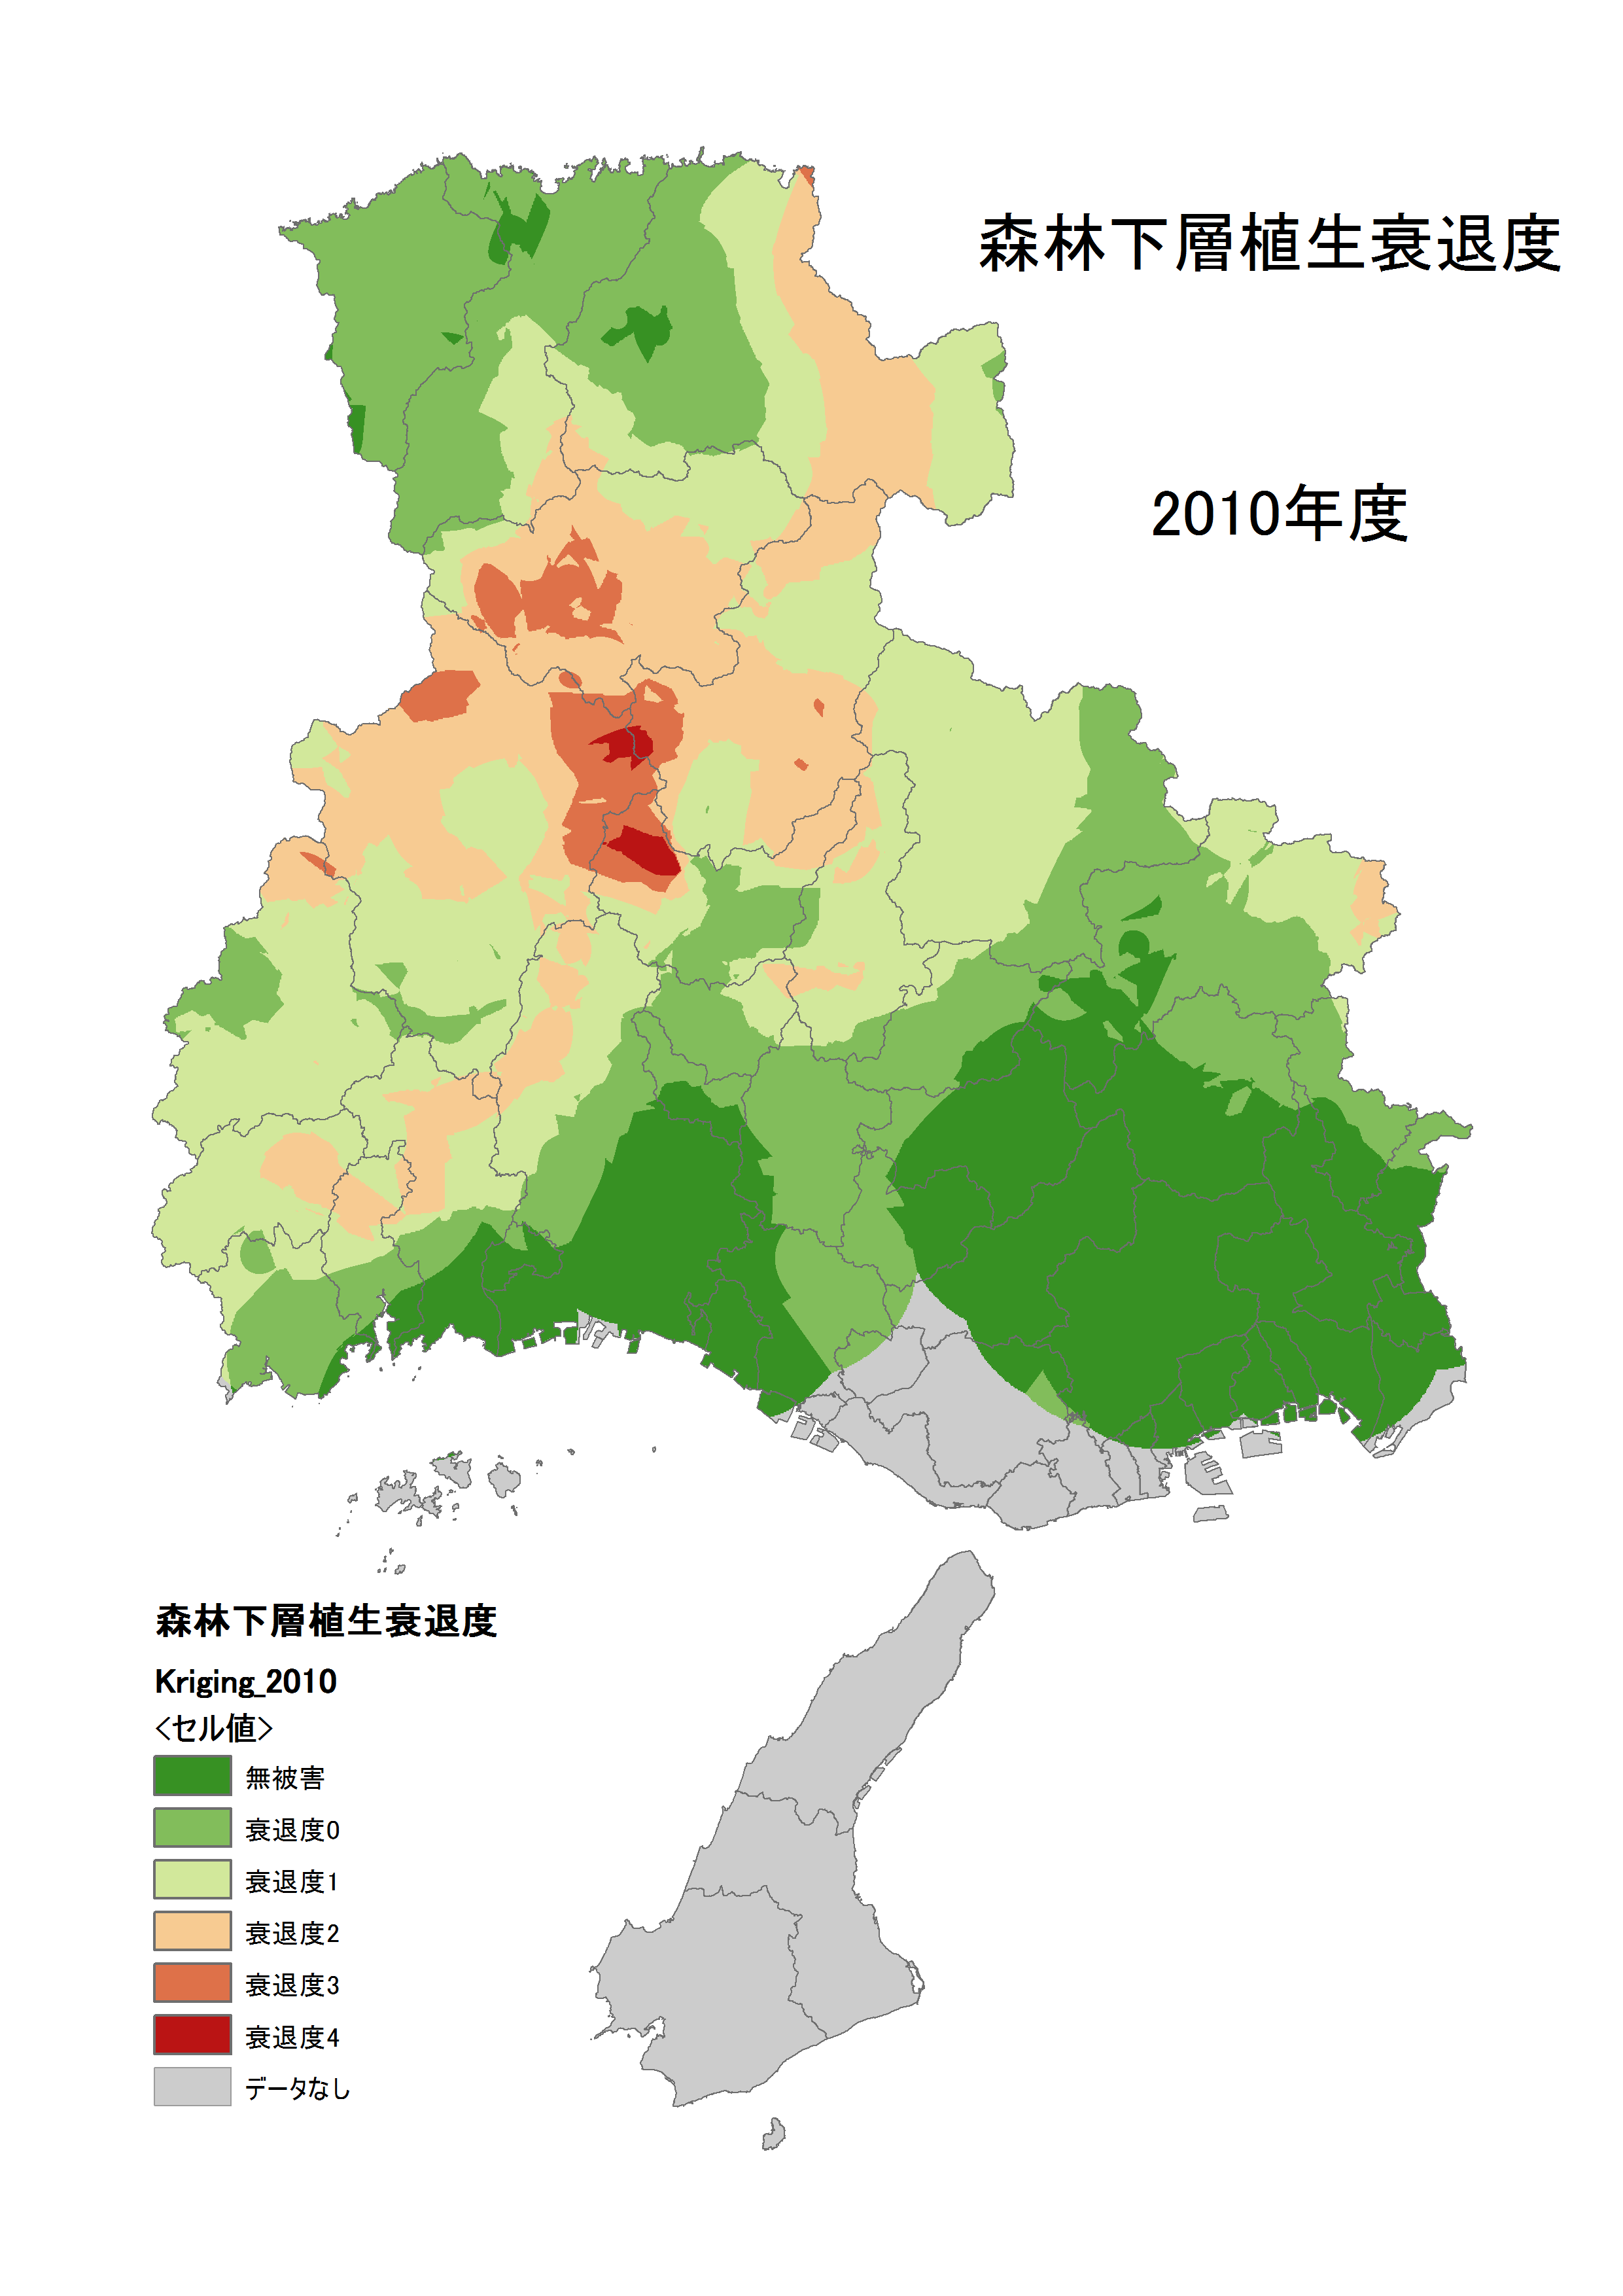 森林下層植生衰退度
2010年度
森林下層植生衰退度
Kriging_2010
<セル値>
無被害
衰退度0
衰退度1
衰退度2
衰退度3
衰退度4
データなし